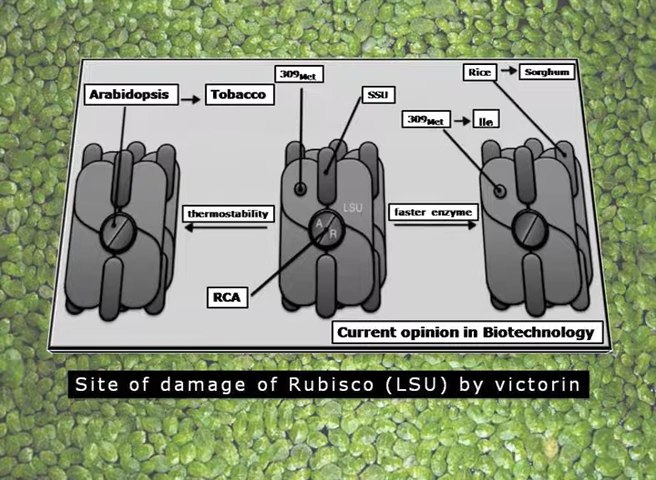 309Met
Rice → Sorghum
Arabidopsis → Tobacco
SSU
309Met → Ile
LSU
thermostability
faster enzyme
A
R
RCA
Current opinion in Biotechnology
Site of damage of Rubisco (LSU) by victorin